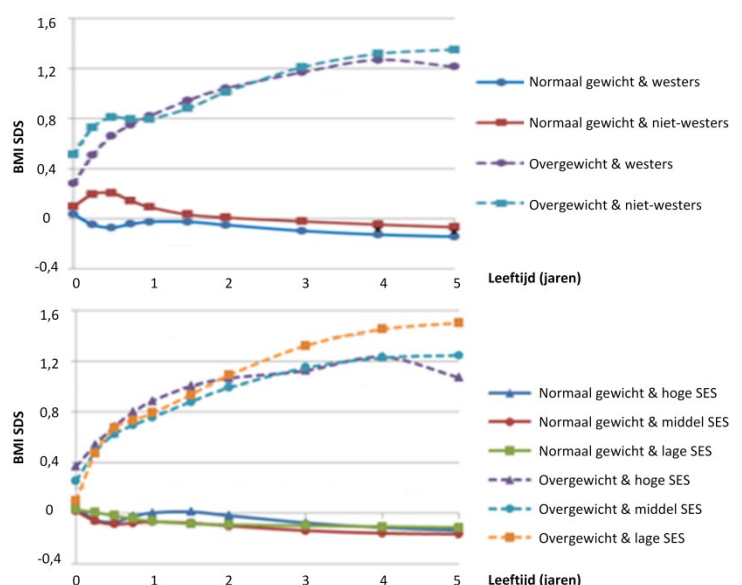 1,6
1,2
0,8
0,4
0
-0,4
BMI SDS
0 1 2 3 4 5
Leeftijd (jaren)
Normaal gewicht & westers
Normaal gewicht & niet-westers
Overgewicht & westers
Overgewicht & niet-westers
1,6
1,2
0,8
0,4
0
-0,4
BMI SDS
0 1 2 3 4 5
Leeftijd (jaren)
Normaal gewicht & hoge SES
Normaal gewicht & middel SES
Normaal gewicht & lage SES
Overgewicht & hoge SES
Overgewicht & middel SES
Overgewicht & lage SES